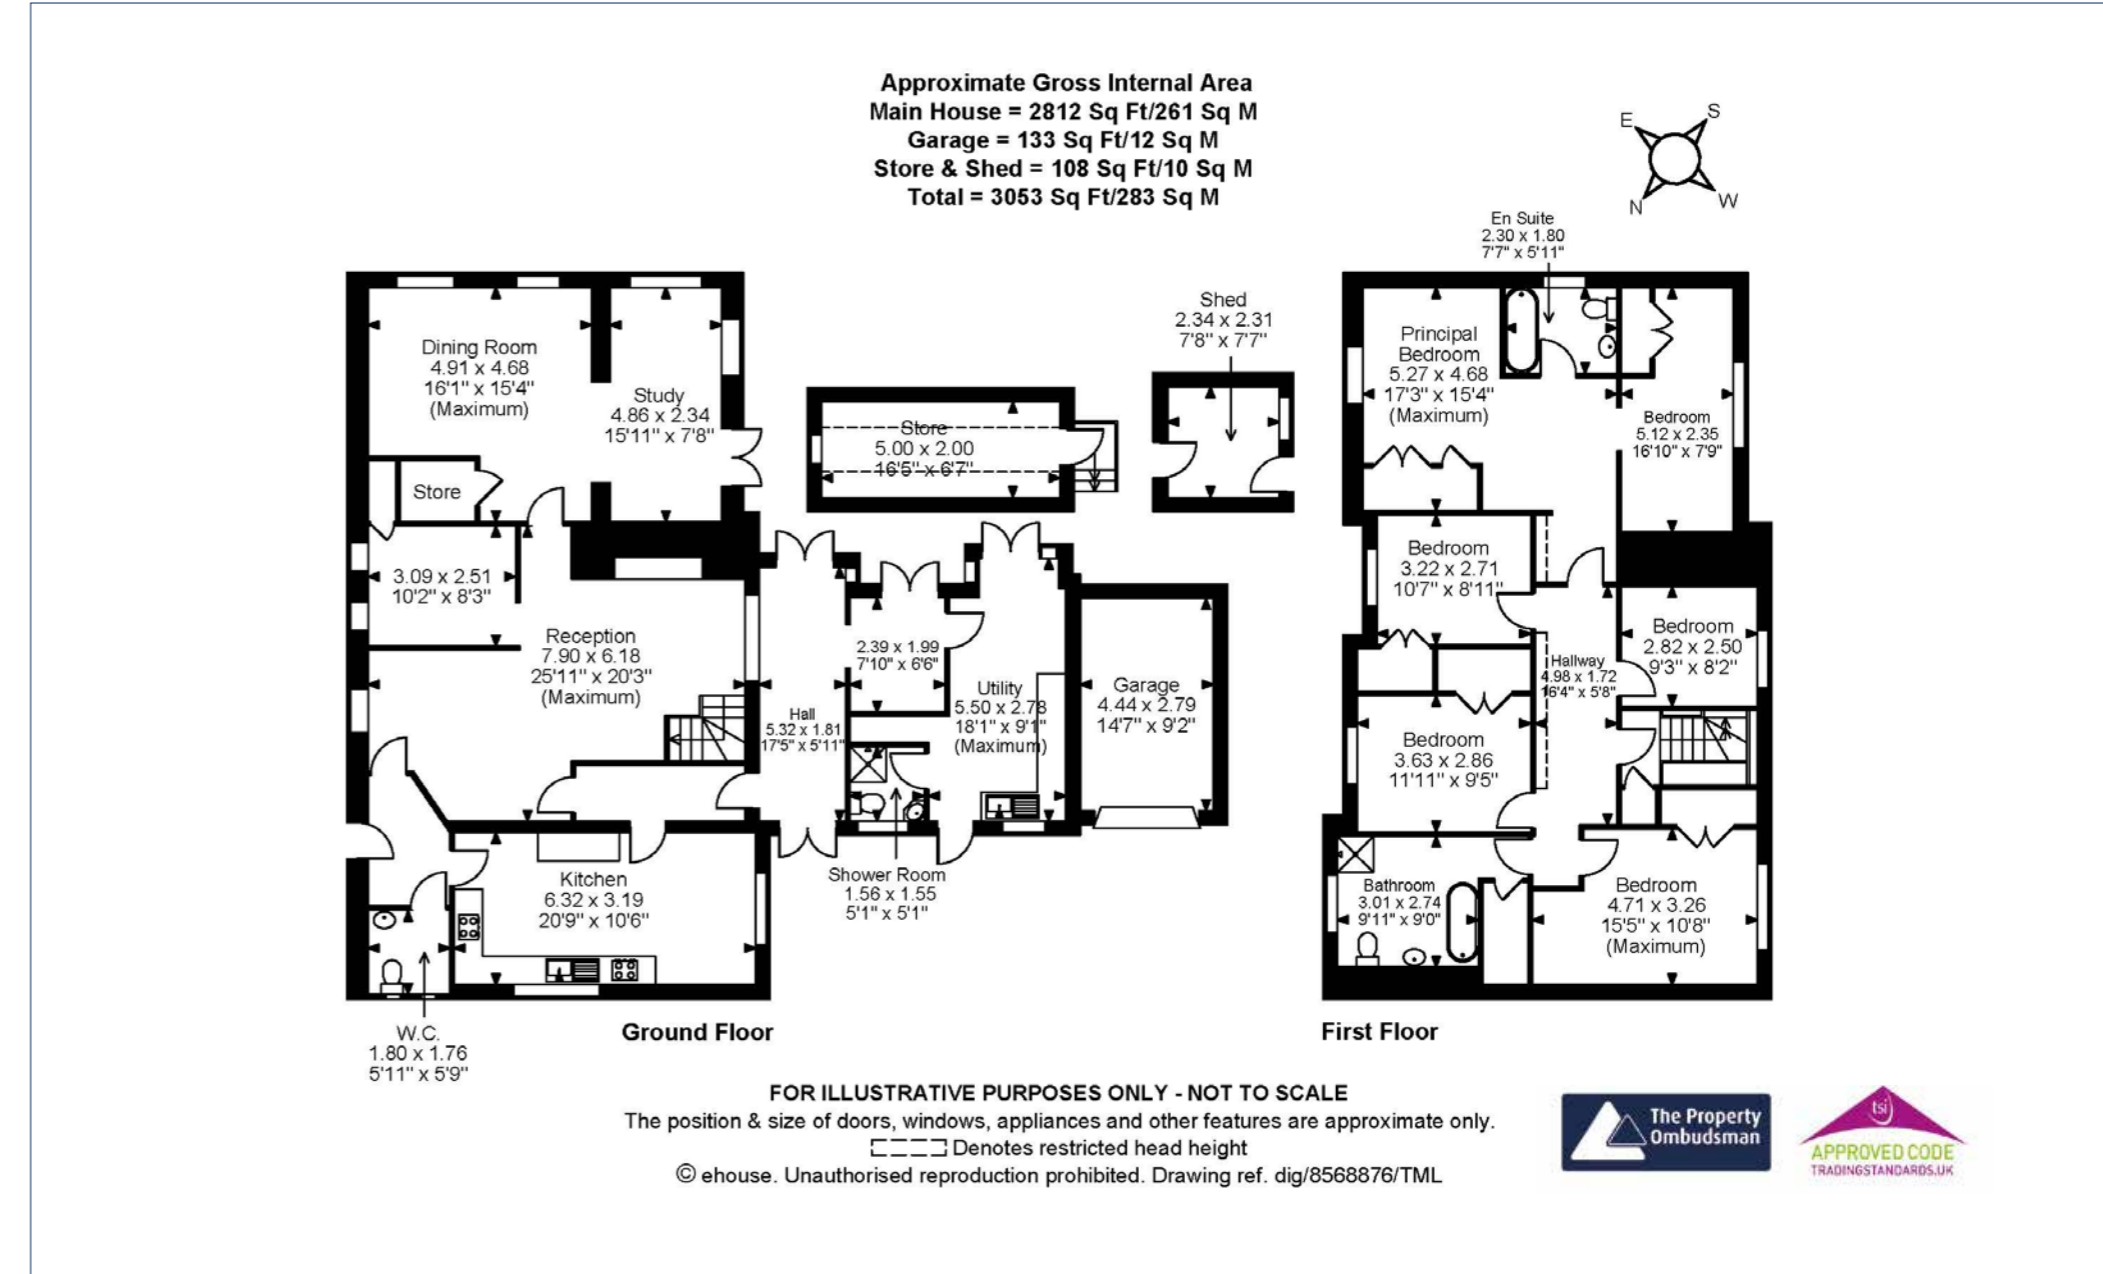 Approximate Gross Internal Area
Main House = 2812 Sq Ft/261 Sq M
Garage = 133 Sq Ft/12 Sq M
Store & Shed = 108 Sq Ft/10 Sq M
Total = 3053 Sq Ft/283 Sq M
E
S
N
W
Dining Room
4.91 x 4.68
16'1" x 15'4"
(Maximum)
Study
4.86 x 2.34
15'11" x 7'8"
Store
3.09 x 2.51
10'2" x 8'3"
Reception
7.90 x 6.18
25'11" x 20'3"
(Maximum)
Store
5.00 x 2.00
16'5" x 6'7"
Shed
2.34 x 2.31
7'8" x 7'7"
Hall
5.32 x 1.81
17'5" x 5'11"
2.39 x 1.99
7'10" x 6'6"
Utility
5.50 x 2.78
18'1" x 9'1"
(Maximum)
Garage
4.44 x 2.79
14'7" x 9'2"
Shower Room
1.56 x 1.55
5'1" x 5'1"
Kitchen
6.32 x 3.19
20'9" x 10'6"
W.C.
1.80 x 1.76
5'11" x 5'9"
Ground Floor
En Suite
2.30 x 1.80
7'7" x 5'11"
Principal
Bedroom
5.27 x 4.68
17'3" x 15'4"
(Maximum)
Bedroom
5.12 x 2.35
16'10" x 7'9"
Bedroom
3.22 x 2.71
10'7" x 8'11"
Bedroom
2.82 x 2.50
9'3" x 8'2"
Hallway
4.98 x 1.72
16'4" x 5'8"
Bedroom
3.63 x 2.86
11'11" x 9'5"
Bathroom
3.01 x 2.74
9'11" x 9'0"
Bedroom
4.71 x 3.26
15'5" x 10'8"
(Maximum)
First Floor
FOR ILLUSTRATIVE PURPOSES ONLY - NOT TO SCALE
The position & size of doors, windows, appliances and other features are approximate only.
Denotes restricted head height
© ehouse. Unauthorised reproduction prohibited. Drawing ref. dig/8568876/TML
The Property
Ombudsman
tsi
APPROVED CODE
TRADINGSTANDARDS.UK